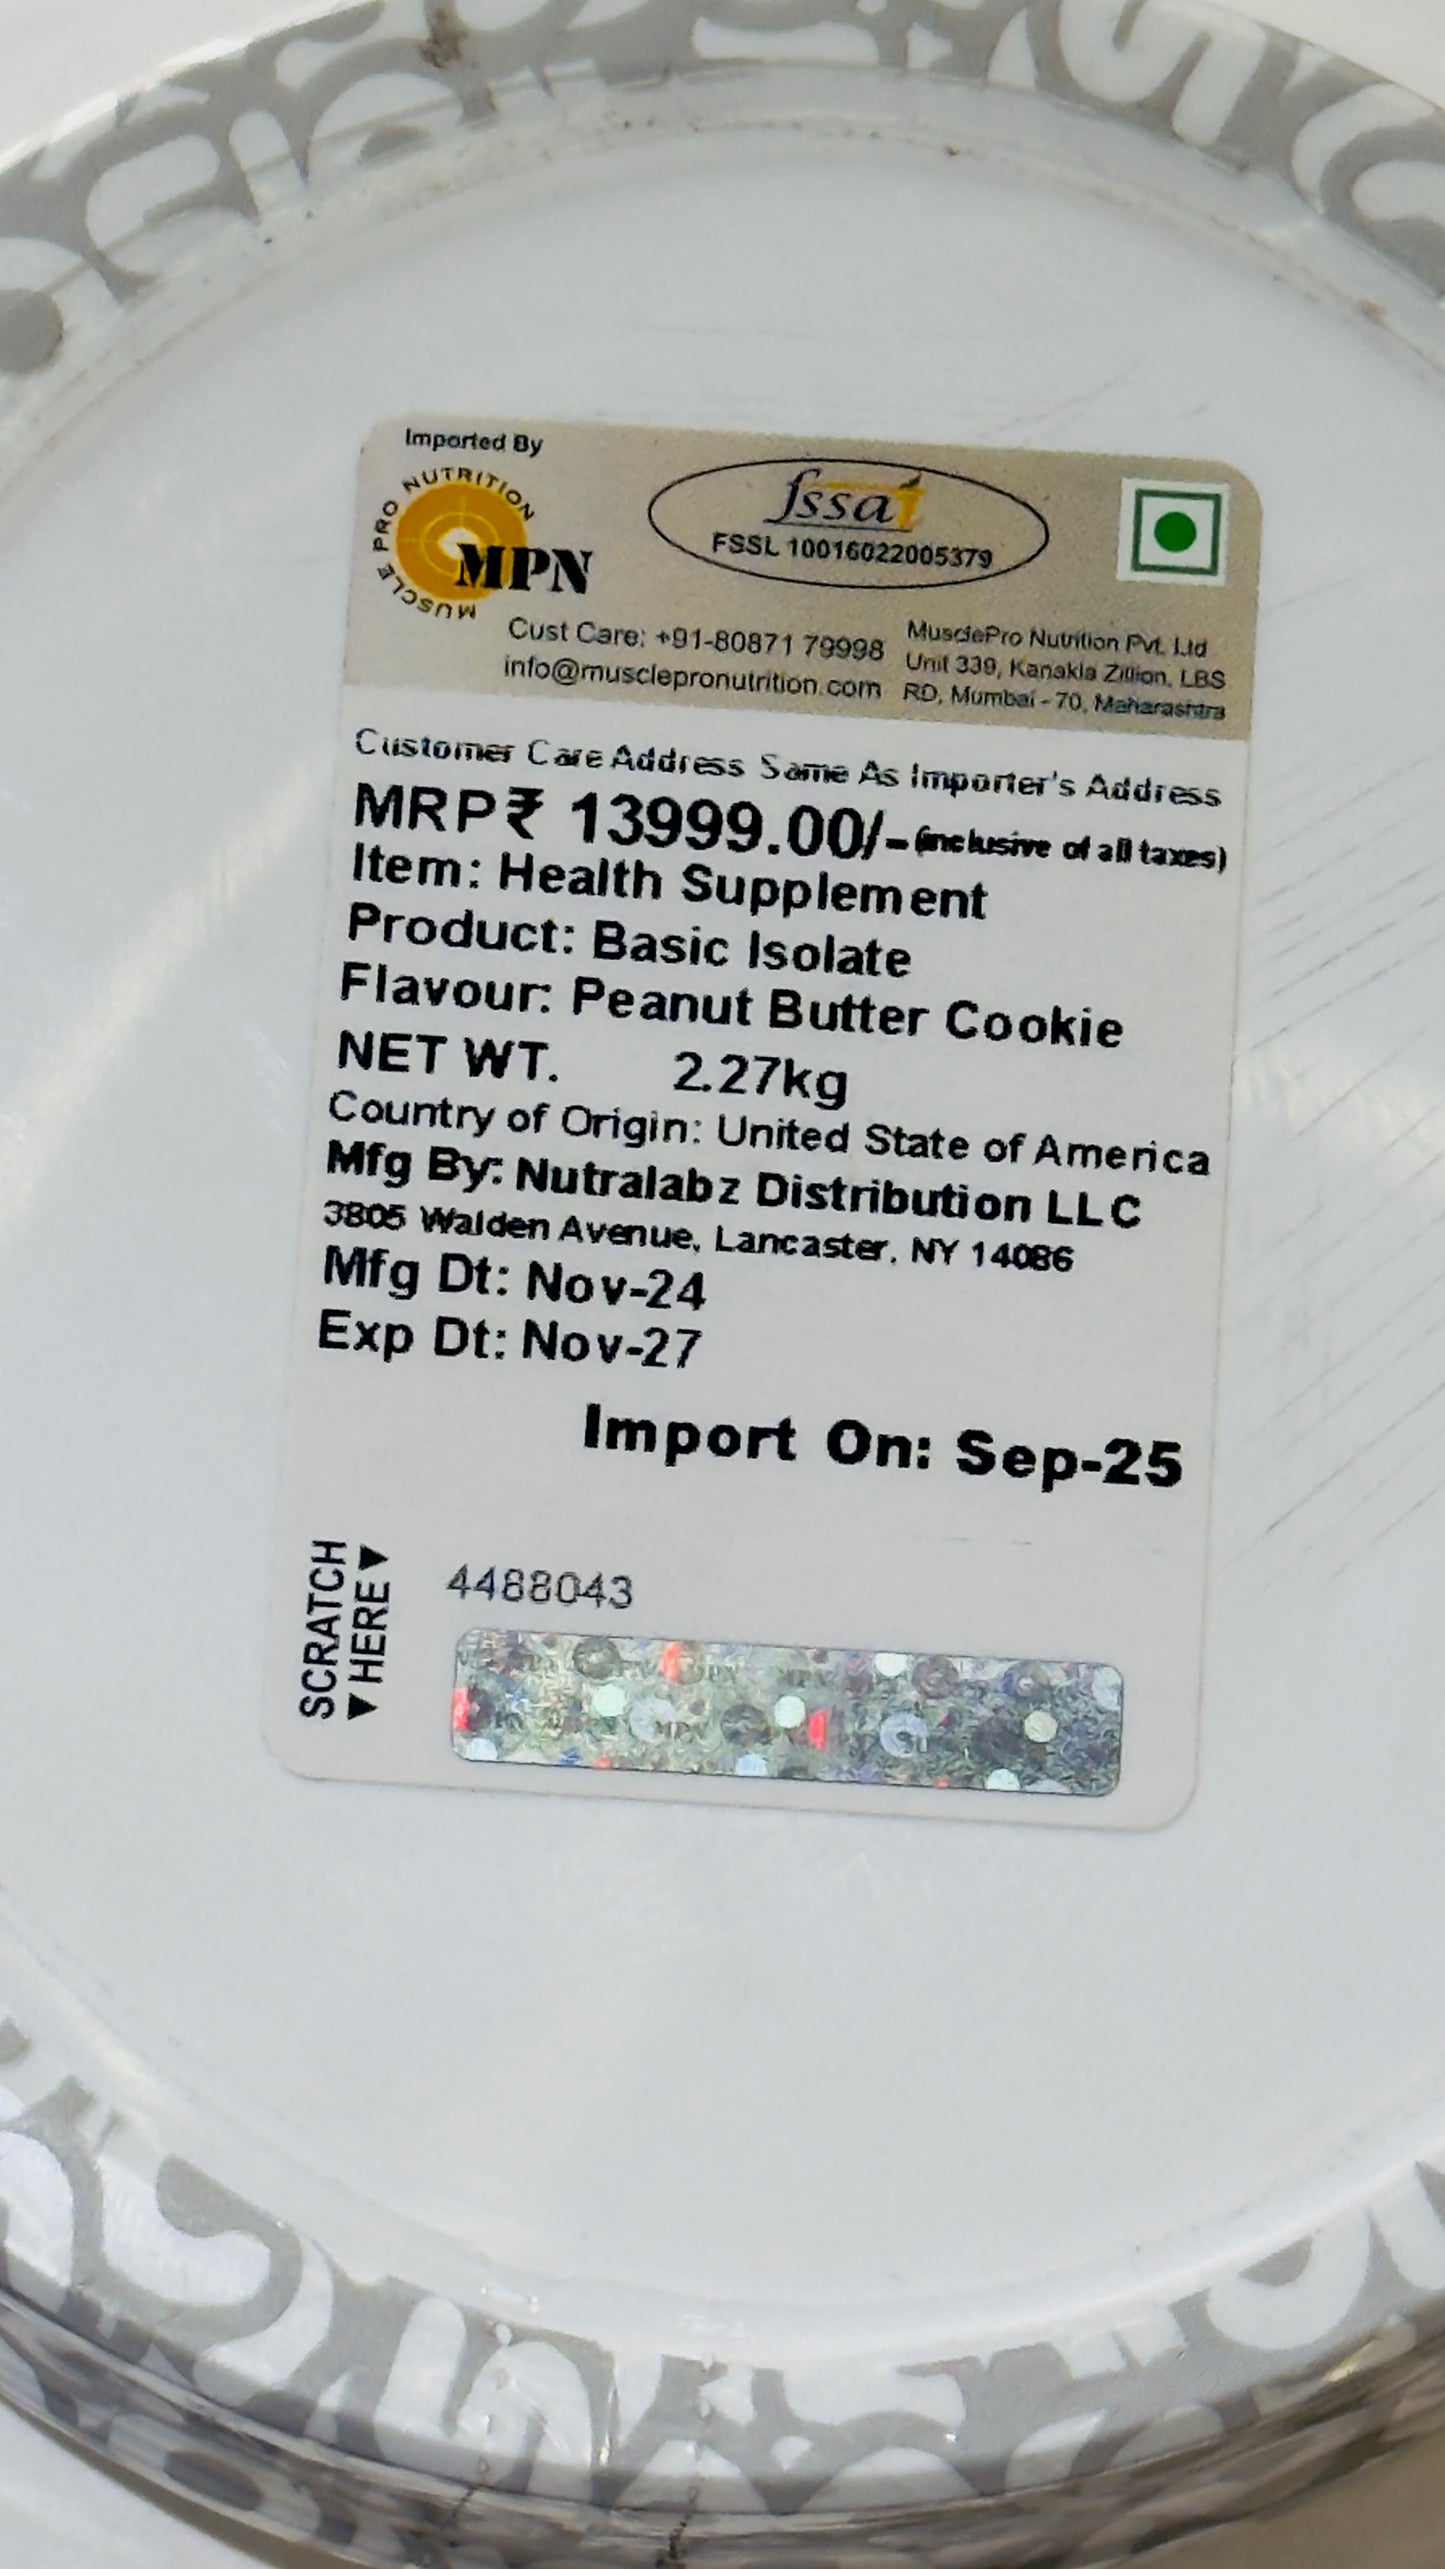 Imported By
MUSCLE PRO NUTRITION
MPN
fssai
FSSL 10016022005379
Cust Care: +91-80871 79998
info@musclepronutrition.com
MusclePro Nutrition Pvt. Ltd
Unit 339, Kanakia Zillion, LBS
RD, Mumbai - 70, Maharashtra
Customer Care Address Same As Importer's Address
MRP₹ 13999.00/- (inclusive of all taxes)
Item: Health Supplement
Product: Basic Isolate
Flavour: Peanut Butter Cookie
NET WT. 2.27kg
Country of Origin: United State of America
Mfg By: Nutralabz Distribution LLC
3805 Walden Avenue, Lancaster, NY 14086
Mfg Dt: Nov-24
Exp Dt: Nov-27
Import On: Sep-25
SCRATCH
▼HERE▼
4488043
MPN